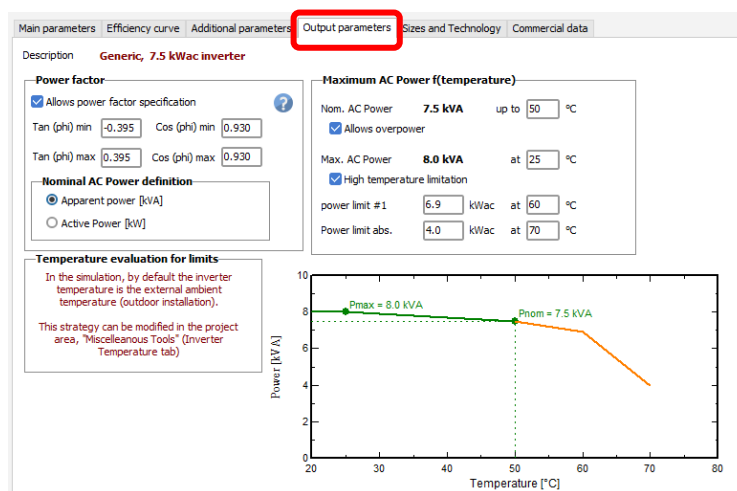 Main parameters Efficiency curve Additional parameters Output parameters Sizes and Technology Commercial data
Description Generic, 7.5 kWac inverter
Power factor
Allows power factor specification ?
Tan (phi) min -0.395 Cos (phi) min 0.930
Tan (phi) max 0.395 Cos (phi) max 0.930
Nominal AC Power definition
Apparent power [kVA]
Active Power [kW]
Maximum AC Power f(temperature)
Nom. AC Power 7.5 kVA up to 50 °C
Allows overpower
Max. AC Power 8.0 kVA at 25 °C
High temperature limitation
power limit #1 6.9 kWac at 60 °C
Power limit abs. 4.0 kWac at 70 °C
Temperature evaluation for limits
In the simulation, by default the inverter
temperature is the external ambient
temperature (outdoor installation).
This strategy can be modified in the project
area, "Miscelleanous Tools" (Inverter
Temperature tab)
10
8
6
4
2
0
Power [kVA]
Pmax = 8.0 kVA
Pnom = 7.5 kVA
20 30 40 50 60 70 80
Temperature [°C]